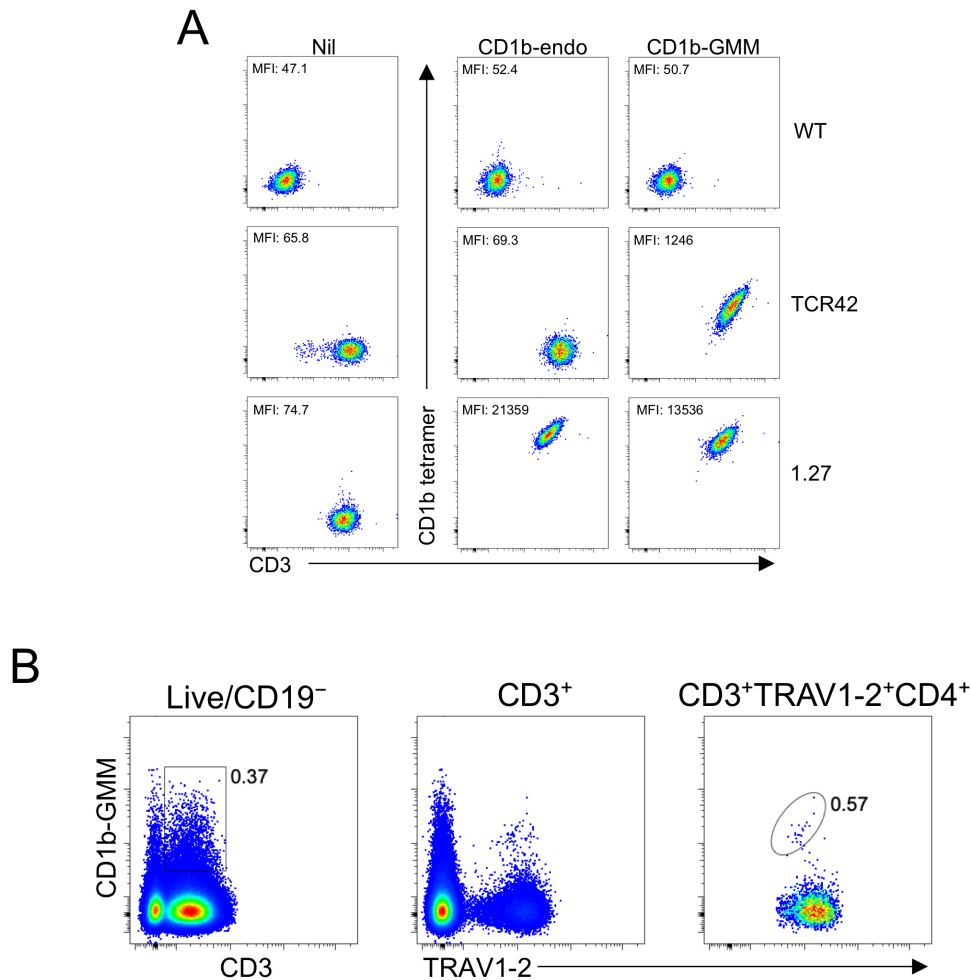 A
Nil
CD1b-endo
CD1b-GMM
MFI: 47.1
MFI: 52.4
MFI: 50.7
WT
MFI: 65.8
MFI: 69.3
MFI: 1246
TCR42
MFI: 74.7
MFI: 21359
MFI: 13536
1.27
CD1b tetramer
CD3
B
Live/CD19⁻
CD3⁺
CD3⁺TRAV1-2⁺CD4⁺
CD1b-GMM
0.37
0.57
CD3
TRAV1-2